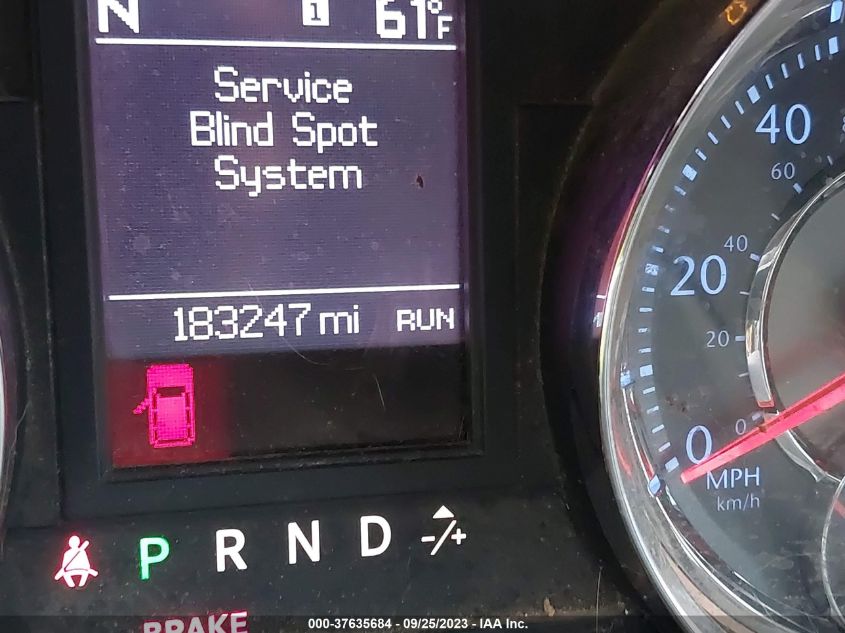 N 1 61°F
Service
Blind Spot
System
183247 mi RUN
40
60
40
20
20
0
0
MPH
km/h
P R N D -/+
BRAKE
000-37635684 - 09/25/2023 - IAA Inc.